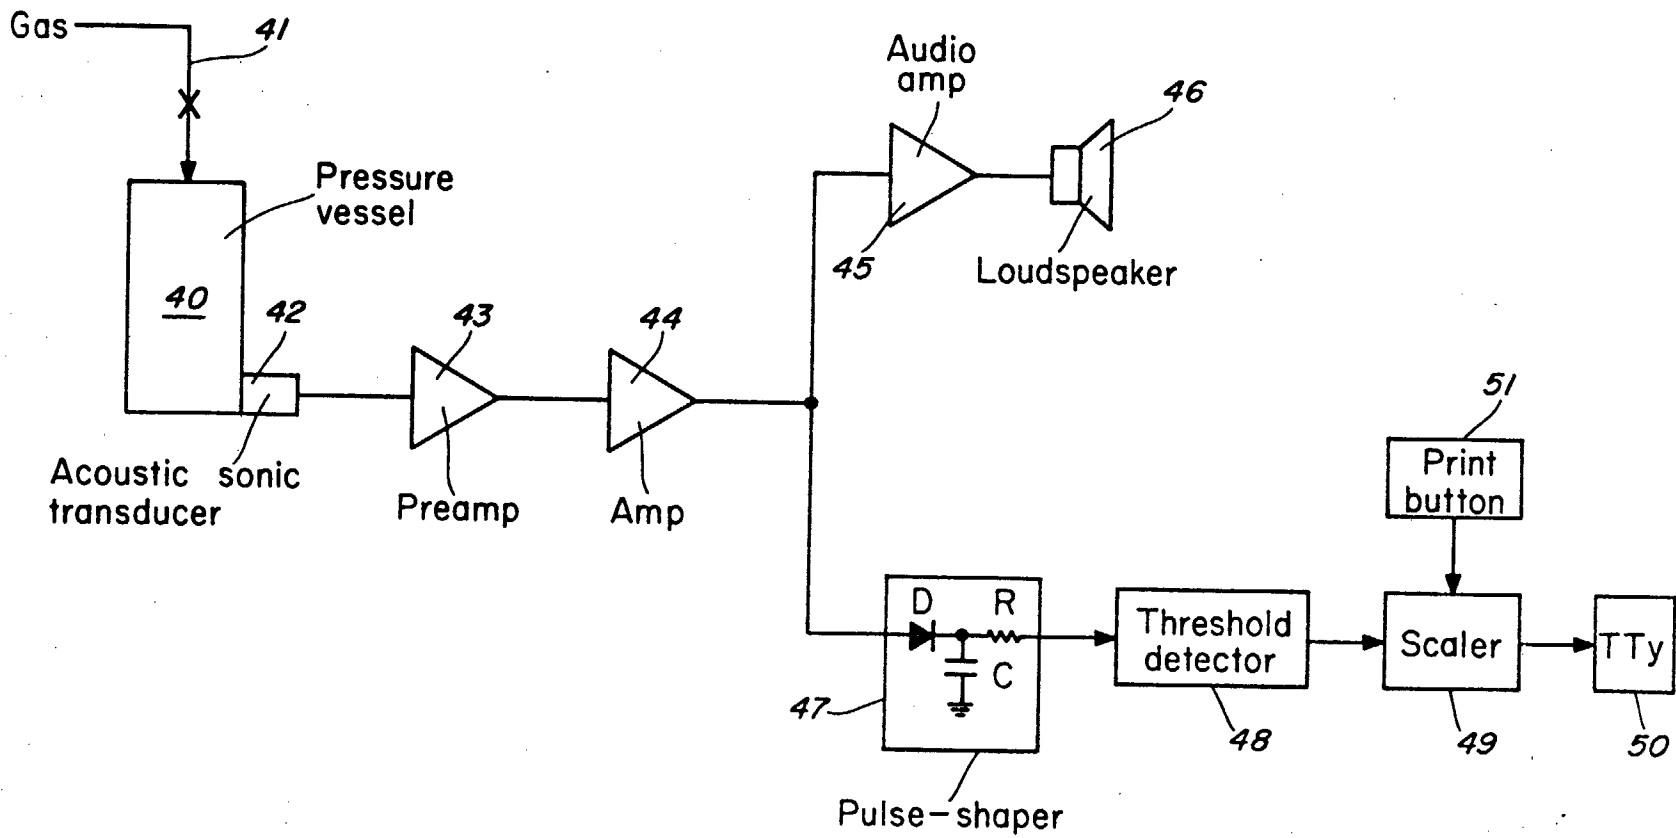 Gas
41
Audio
amp
46
Pressure
vessel
45
Loudspeaker
40
42
43
44
51
Print
button
Acoustic sonic
transducer
Preamp
Amp
D R
C
Threshold
detector
Scaler
TTy
47
48
49
50
Pulse-shaper